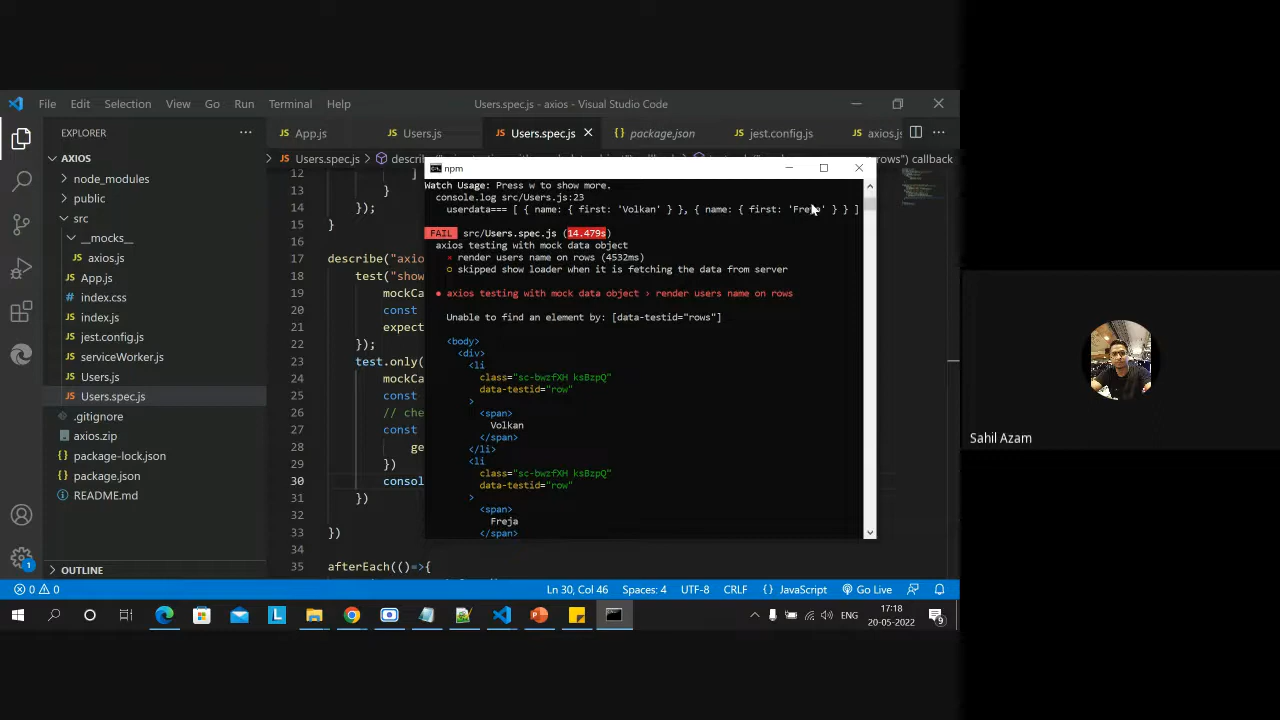 File Edit Selection View Go Run Terminal Help
Users.spec.js - axios - Visual Studio Code
EXPLORER
App.js
Users.js
Users.spec.js
package.json
jest.config.js
axios.js
AXIOS
node_modules
public
src
__mocks__
axios.js
App.js
index.css
index.js
jest.config.js
serviceWorker.js
Users.js
Users.spec.js
.gitignore
axios.zip
package-lock.json
package.json
README.md
OUTLINE
Users.spec.js
callback
12 ]
13 }
14 });
15 }
16
17 describe("axio
18 test("show
19 mockCa
20 const
21 expect
22 });
23 test.only(
24 mockCa
25 const
26 // che
27 const
28 ge
29 })
30 consol
31 })
32
33 })
34
35 afterEach(()=>{
npm
Watch Usage: Press w to show more.
console.log src/Users.js:23
userdata=== [ { name: { first: 'Volkan' } }, { name: { first: 'Freja' } } ]
FAIL src/Users.spec.js (14.479s)
axios testing with mock data object
× render users name on rows (4532ms)
○ skipped show loader when it is fetching the data from server
● axios testing with mock data object › render users name on rows
Unable to find an element by: [data-testid="rows"]
<body>
<div>
<li
class="sc-bwzfXH ksBzpQ"
data-testid="row"
>
<span>
Volkan
</span>
</li>
<li
class="sc-bwzfXH ksBzpQ"
data-testid="row"
>
<span>
Freja
</span>
Sahil Azam
0 0
Ln 30, Col 46 Spaces: 4 UTF-8 CRLF {} JavaScript Go Live
1
ENG
17:18
20-05-2022
9